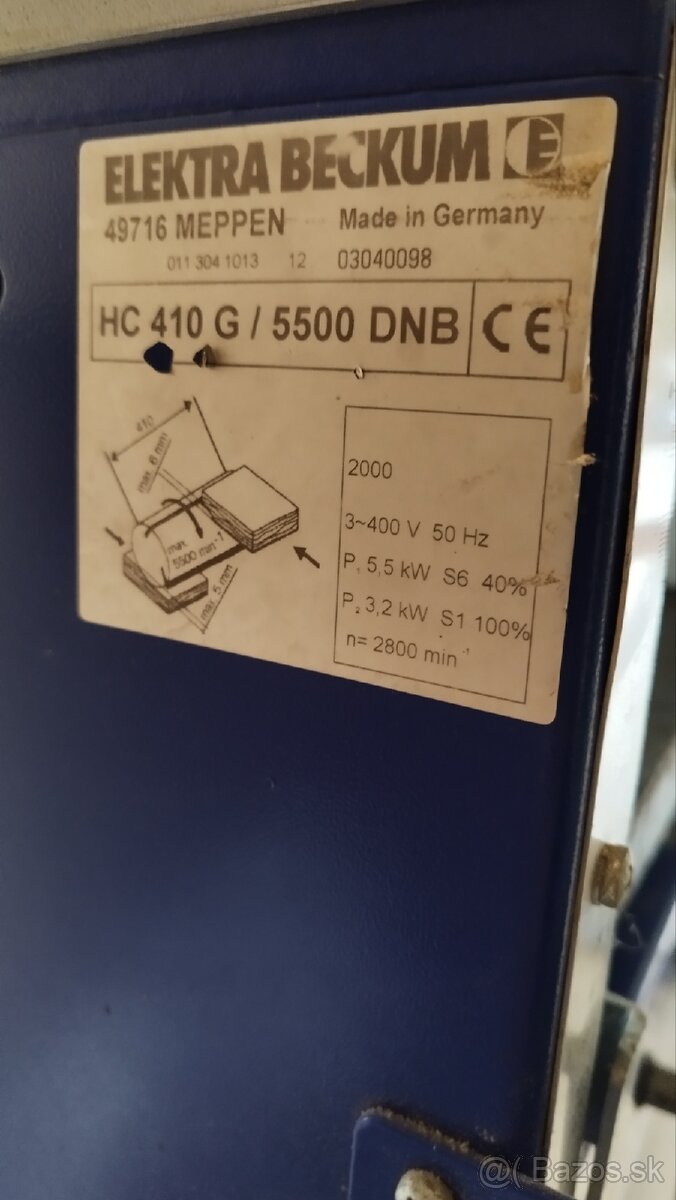 ELEKTRA BECKUM E
49716 MEPPEN Made in Germany
011 304 1013 12 03040098
HC 410 G / 5500 DNB CE
410
max. 8 mm
max.
5500 min⁻¹
max. 5 mm
2000
3~400 V 50 Hz
P₁ 5,5 kW S6 40%
P₂ 3,2 kW S1 100%
n= 2800 min⁻¹
@( Bazos.sk